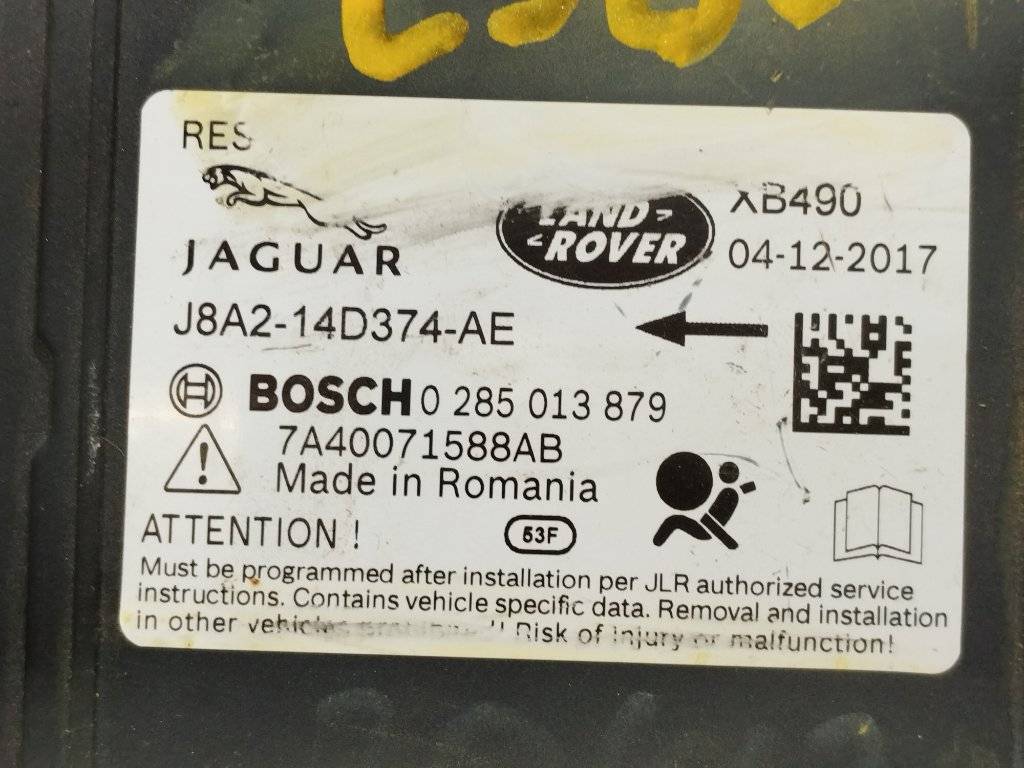 RES
JAGUAR
LAND
ROVER
XB490
04-12-2017
J8A2-14D374-AE
BOSCH 0 285 013 879
7A40071588AB
Made in Romania
ATTENTION !
53F
Must be programmed after installation per JLR authorized service
instructions. Contains vehicle specific data. Removal and installation
in other vehicles prohibited!! Risk of injury or malfunction!